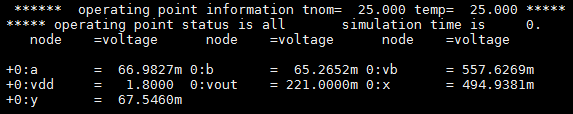 ****** operating point information tnom= 25.000 temp= 25.000 *****
***** operating point status is all simulation time is 0.
node =voltage node =voltage node =voltage
+0:a = 66.9827m 0:b = 65.2652m 0:vb = 557.6269m
+0:vdd = 1.8000 0:vout = 221.0000m 0:x = 494.9381m
+0:y = 67.5460m